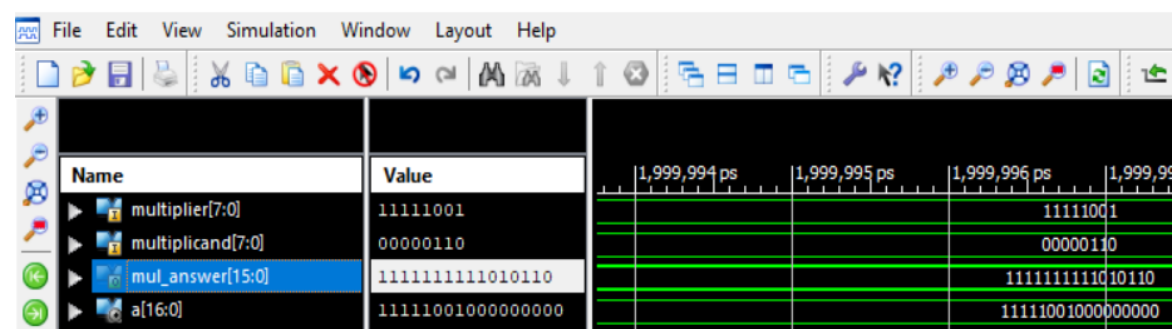 File Edit View Simulation Window Layout Help
|1,999,994 ps |1,999,995 ps |1,999,996 ps |1,999,99
Name Value
multiplier[7:0] 11111001 11111001
multiplicand[7:0] 00000110 00000110
mul_answer[15:0] 1111111111010110 1111111111010110
a[16:0] 11111001000000000 11111001000000000